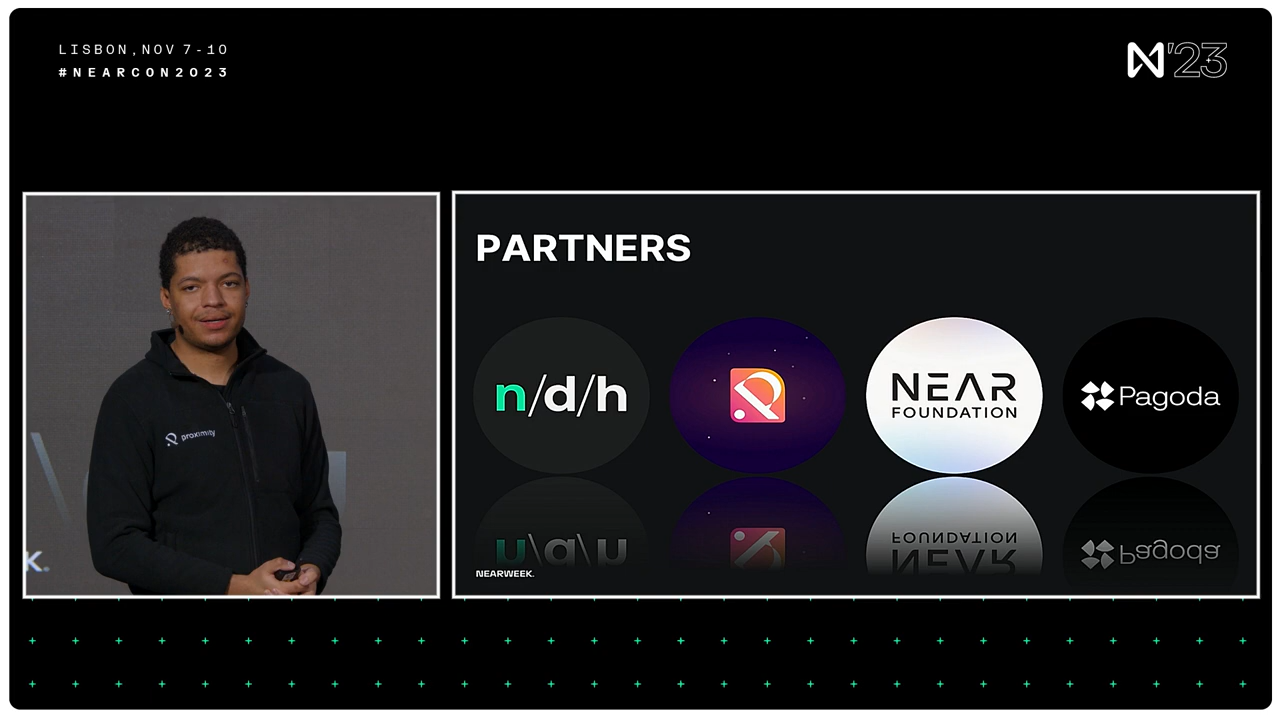 LISBON, NOV 7-10
#NEARCON2023
N'23
proximity
K.
PARTNERS
n/d/h
NEAR
FOUNDATION
Pagoda
NEARWEEK.